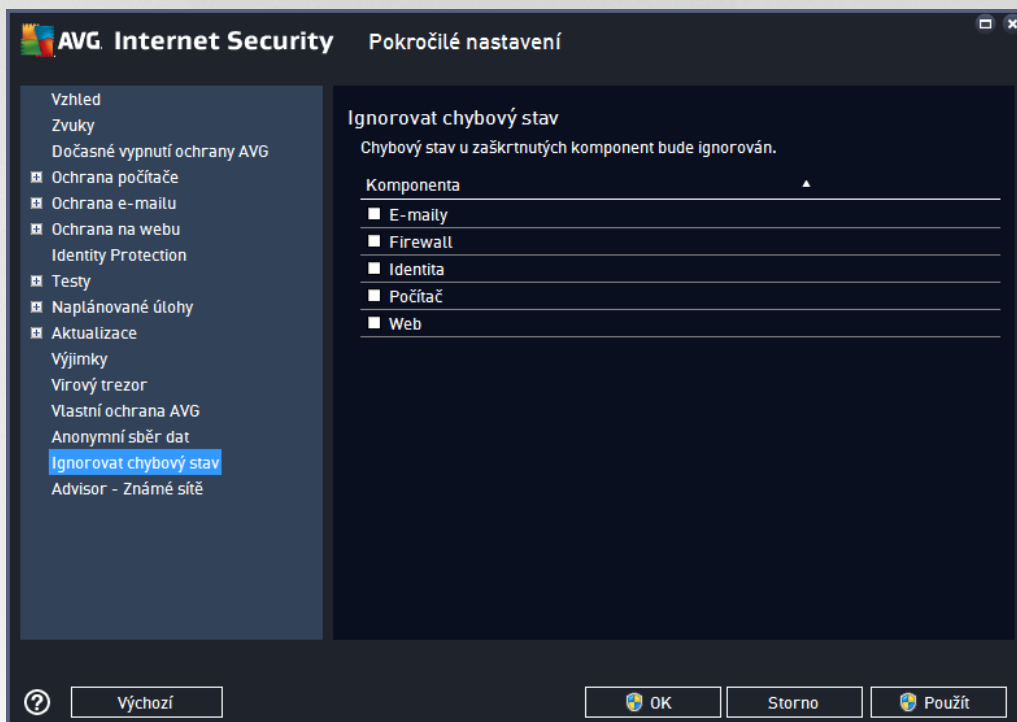 AVG. Internet Security Pokročilé nastavení
Vzhled
Zvuky
Dočasné vypnutí ochrany AVG
Ochrana počítače
Ochrana e-mailu
Ochrana na webu
Identity Protection
Testy
Naplánované úlohy
Aktualizace
Výjimky
Virový trezor
Vlastní ochrana AVG
Anonymní sběr dat
Ignorovat chybový stav
Advisor - Známé sítě
Ignorovat chybový stav
Chybový stav u zaškrtnutých komponent bude ignorován.
Komponenta
E-maily
Firewall
Identita
Počítač
Web
? Výchozí OK Storno Použít